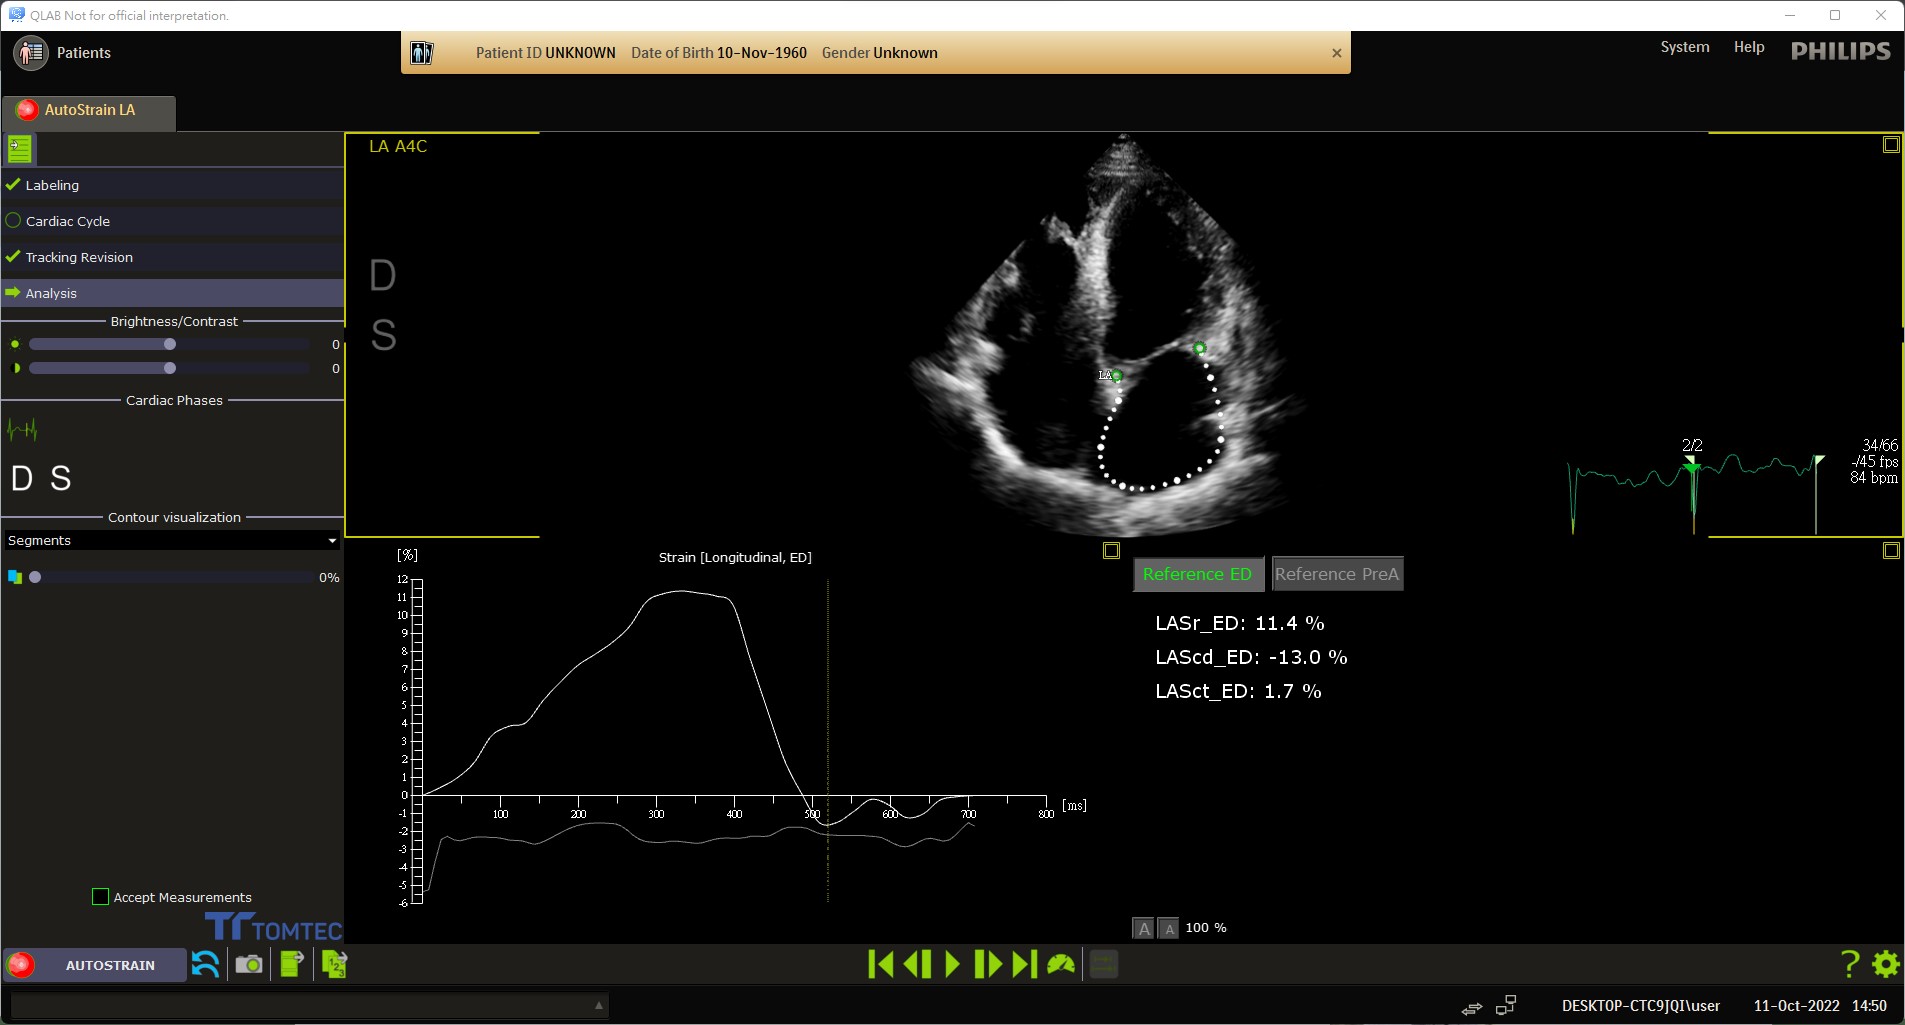 QLAB Not for official interpretation.
Patients
Patient ID UNKNOWN Date of Birth 10-Nov-1960 Gender Unknown
System Help PHILIPS
AutoStrain LA
Labeling
Cardiac Cycle
Tracking Revision
Analysis
Brightness/Contrast
0
0
Cardiac Phases
D S
Contour visualization
Segments
0%
Accept Measurements
TOMTEC
LA A4C
D
S
LA
2/2
34/66
-/45 fps
84 bpm
[%]
Strain [Longitudinal, ED]
12
11
10
9
8
7
6
5
4
3
2
1
0
-1
-2
-3
-4
-5
-6
100 200 300 400 500 600 700 800 [ms]
Reference ED Reference PreA
LASr_ED: 11.4 %
LAScd_ED: -13.0 %
LASct_ED: 1.7 %
A A 100 %
AUTOSTRAIN
123
?
DESKTOP-CTC9JQI\user 11-Oct-2022 14:50